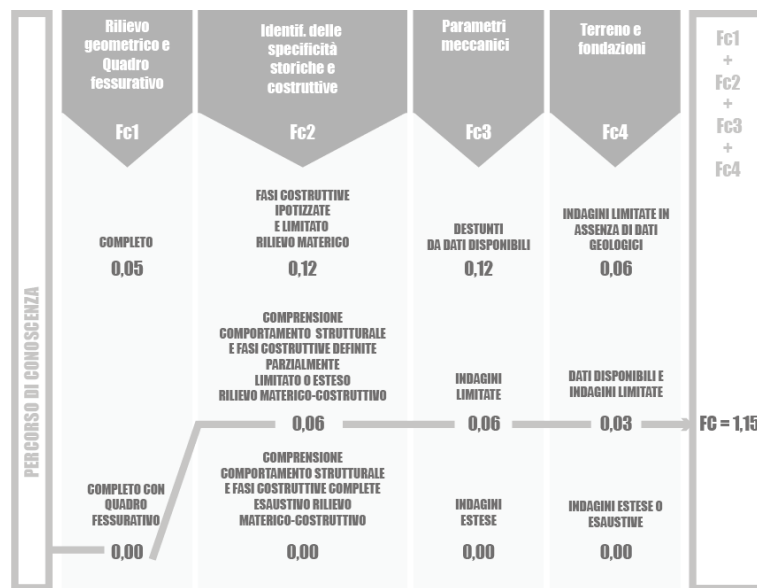 PERCORSO DI CONOSCENZA
Rilievo
geometrico e
Quadro
fessurativo
Fc1
COMPLETO
0,05
COMPLETO CON
QUADRO
FESSURATIVO
0,00
Identif. delle
specificità
storiche e
costruttive
Fc2
FASI COSTRUTTIVE
IPOTIZZATE
E LIMITATO
RILIEVO MATERICO
0,12
COMPRENSIONE
COMPORTAMENTO STRUTTURALE
E FASI COSTRUTTIVE DEFINITE
PARZIALMENTE
LIMITATO O ESTESO
RILIEVO MATERICO-COSTRUTTIVO
0,06
COMPRENSIONE
COMPORTAMENTO STRUTTURALE
E FASI COSTRUTTIVE COMPLETE
ESAUSTIVO RILIEVO
MATERICO-COSTRUTTIVO
0,00
Parametri
meccanici
Fc3
DESTUNTI
DA DATI DISPONIBILI
0,12
INDAGINI
LIMITATE
0,06
INDAGINI
ESTESE
0,00
Terreno e
fondazioni
Fc4
INDAGINI LIMITATE IN
ASSENZA DI DATI
GEOLOGICI
0,06
DATI DISPONIBILI E
INDAGINI LIMITATE
0,03
INDAGINI ESTESE O
ESAUSTIVE
0,00
Fc1
+
Fc2
+
Fc3
+
Fc4
FC = 1,15